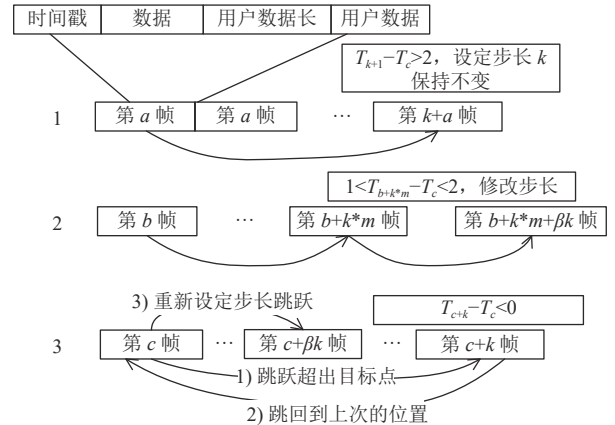 时间戳 数据 用户数据长 用户数据
T_{k+1}−T_c>2，设定步长 k
保持不变
1 第 a 帧 第 a 帧 … 第 k+a 帧
1<T_{b+k*m}−T_c<2，修改步长
2 第 b 帧 … 第 b+k*m 帧 第 b+k*m+βk 帧
3) 重新设定步长跳跃
T_{c+k}−T_c<0
3 第 c 帧 … 第 c+βk 帧 … 第 c+k 帧
1) 跳跃超出目标点
2) 跳回到上次的位置